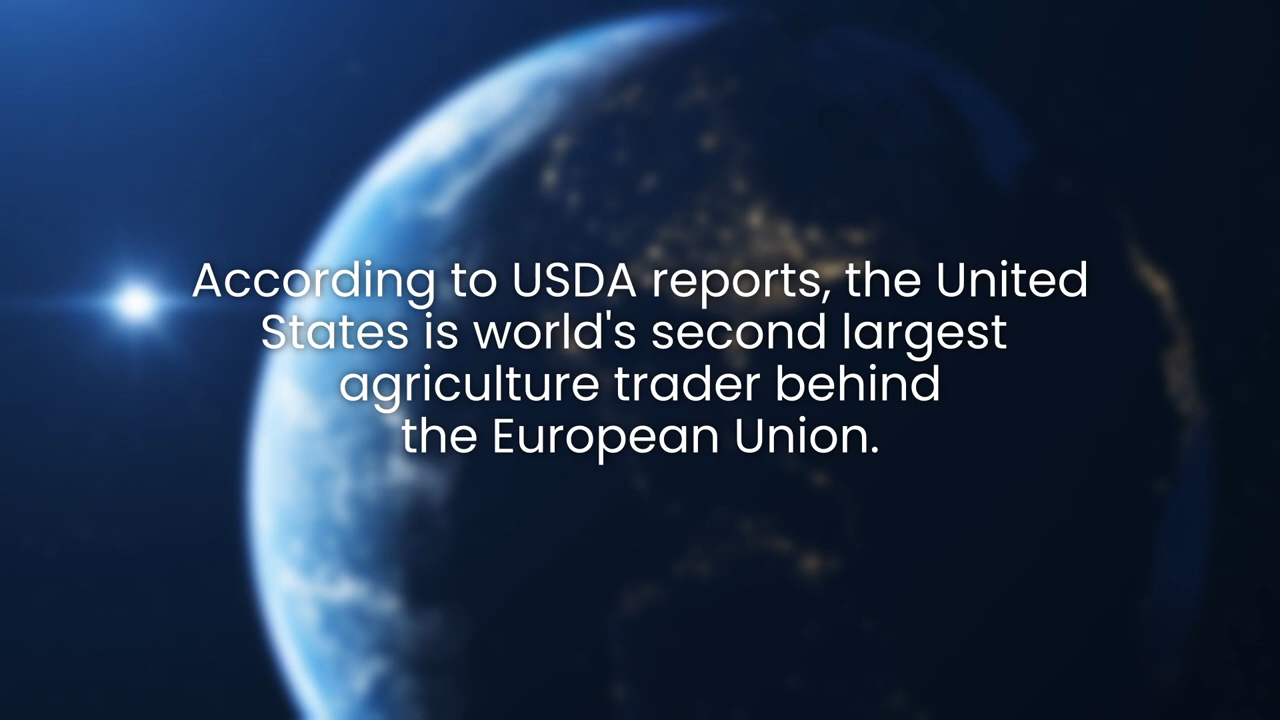 According to USDA reports, the United
States is world's second largest
agriculture trader behind
the European Union.